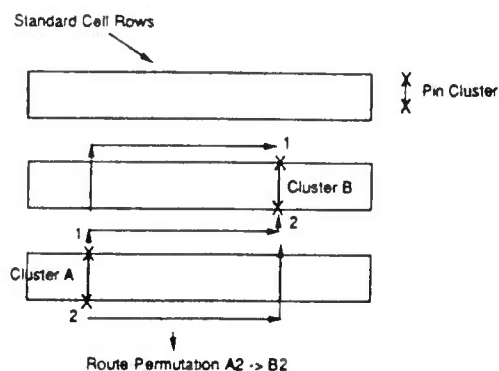 Standard Cell Rows
Pin Cluster
1
Cluster B
2
1
Cluster A
2
Route Permutation A2 -> B2